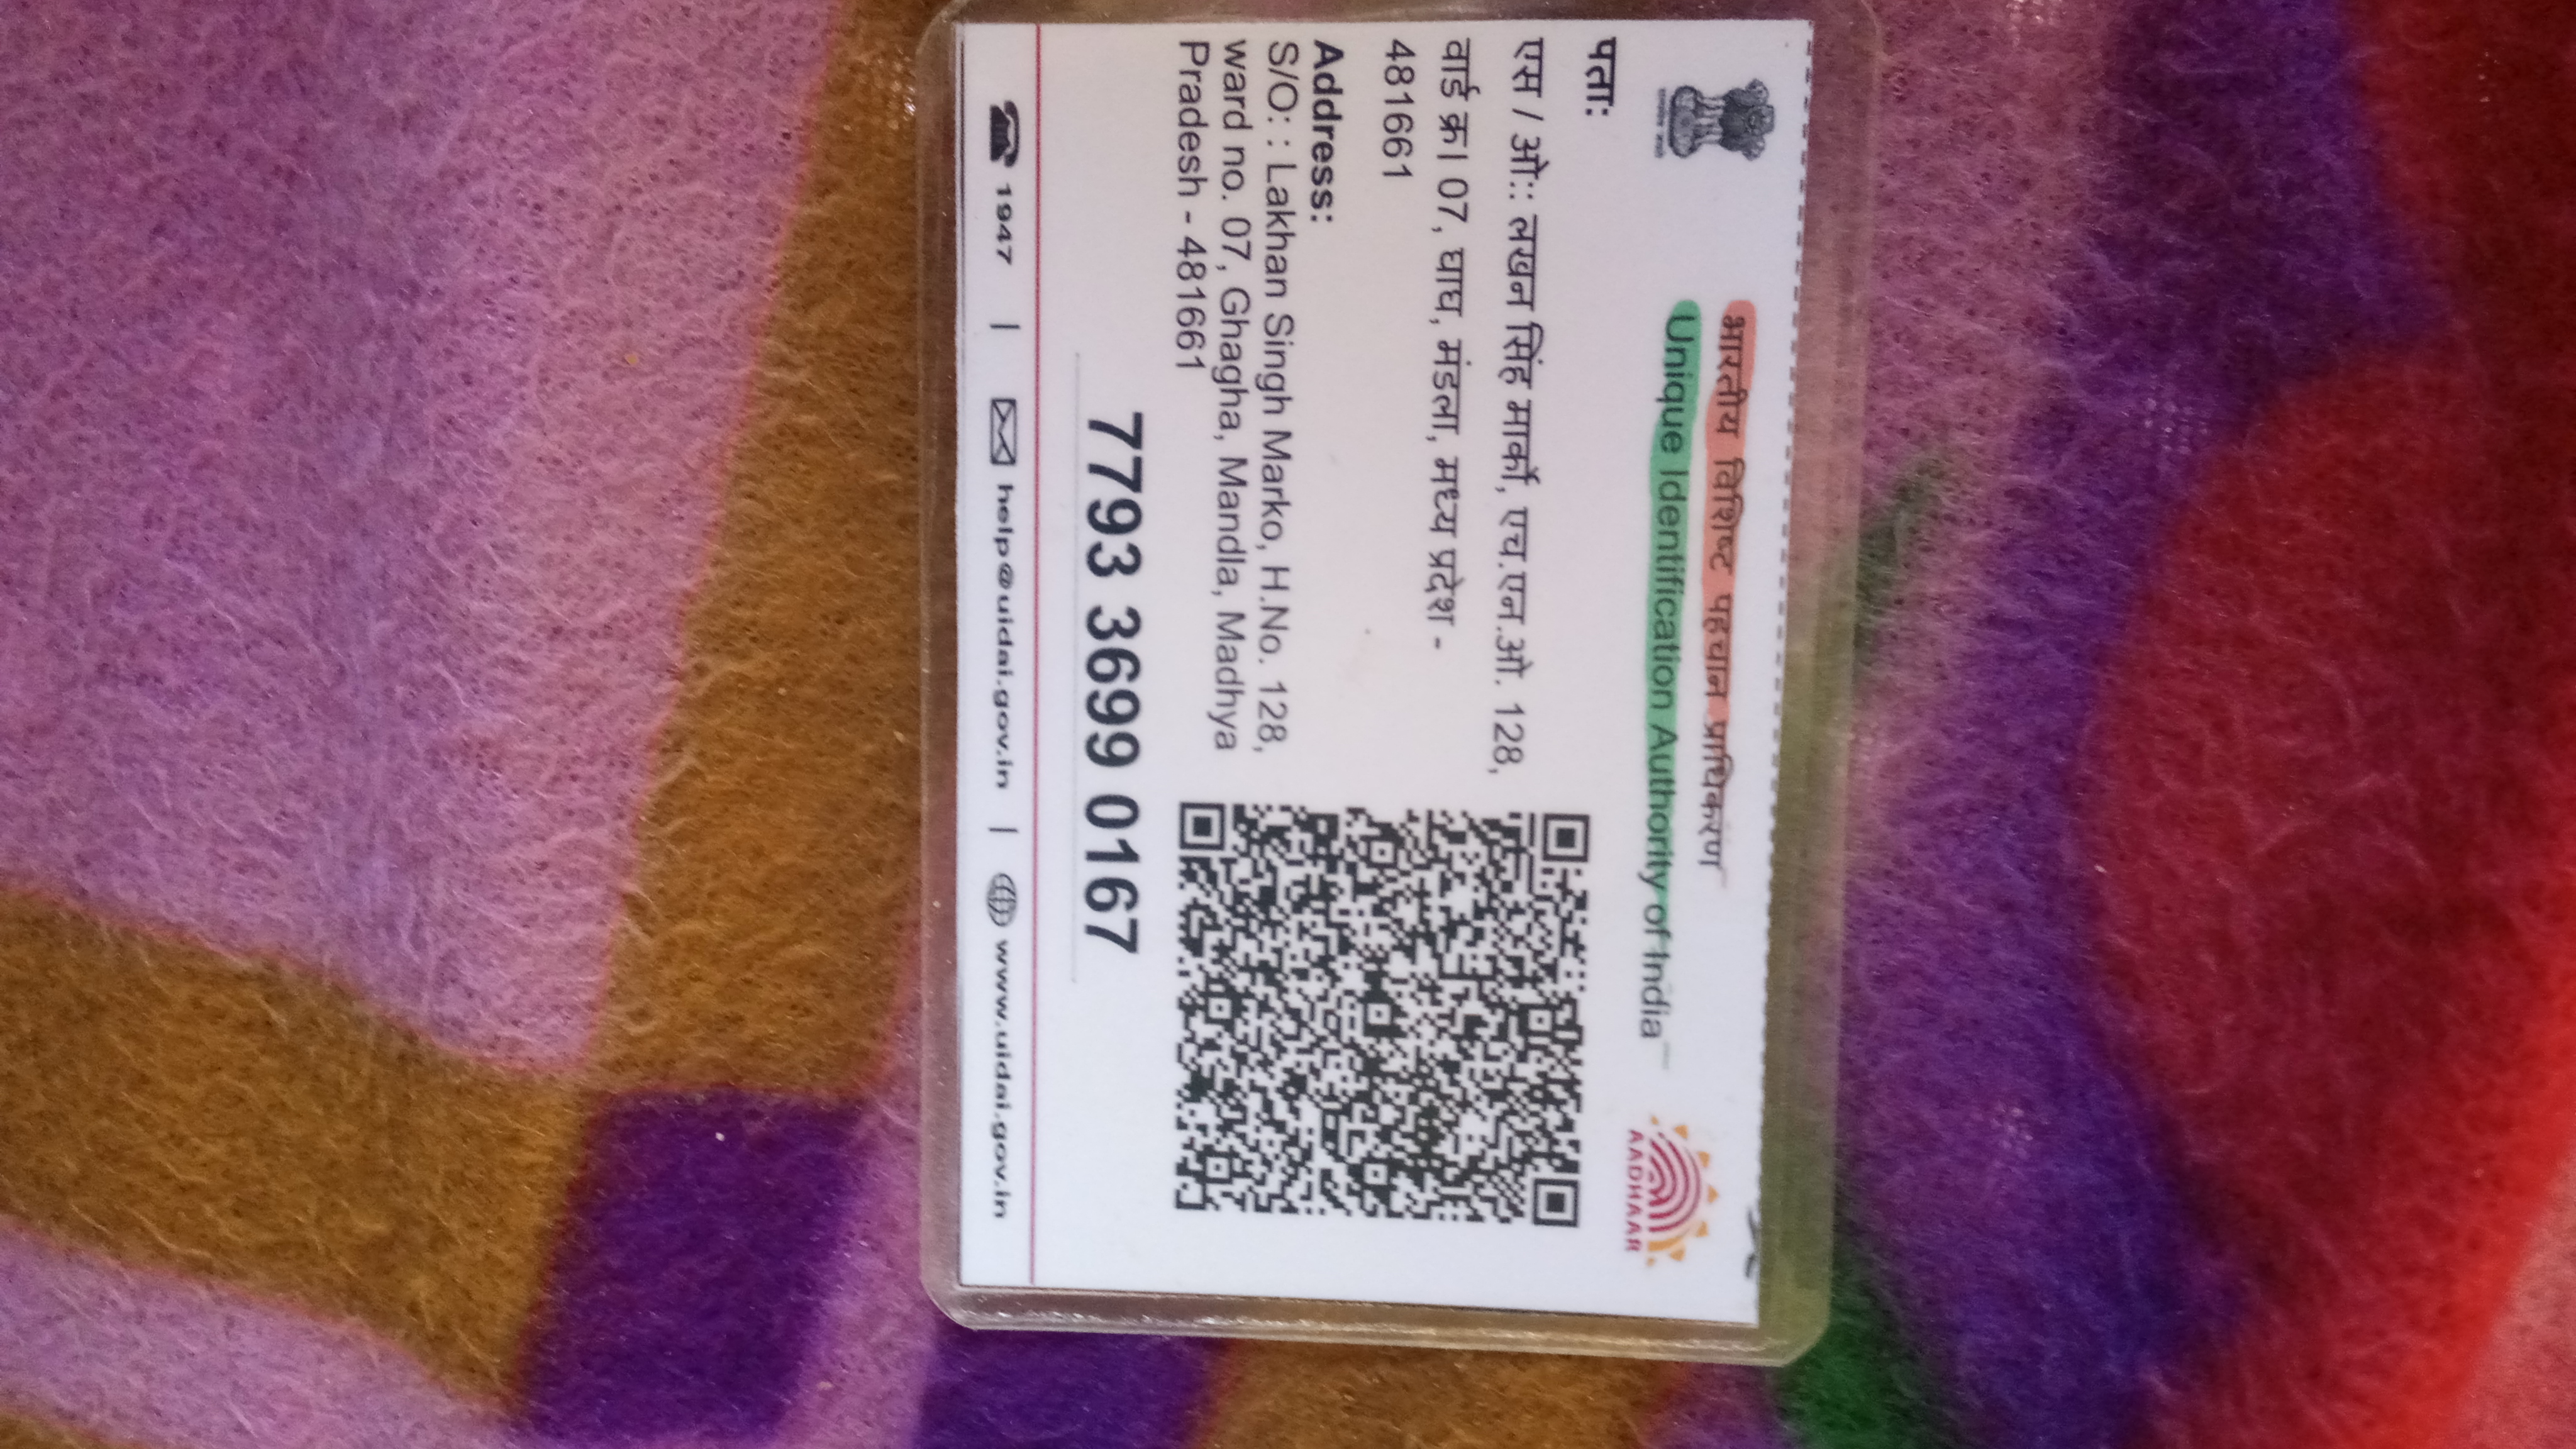 भारतीय विशिष्ट पहचान प्राधिकरण
Unique Identification Authority of India
AADHAAR
पता:
एस / ओ:: लखन सिंह मार्को, एच.एन.ओ. 128,
वार्ड क्र। 07, घाघ, मंडला, मध्य प्रदेश -
481661
Address:
S/O: : Lakhan Singh Marko, H.No. 128,
ward no. 07, Ghagha, Mandla, Madhya
Pradesh - 481661
7793 3699 0167
1947 | help@uidai.gov.in | www.uidai.gov.in